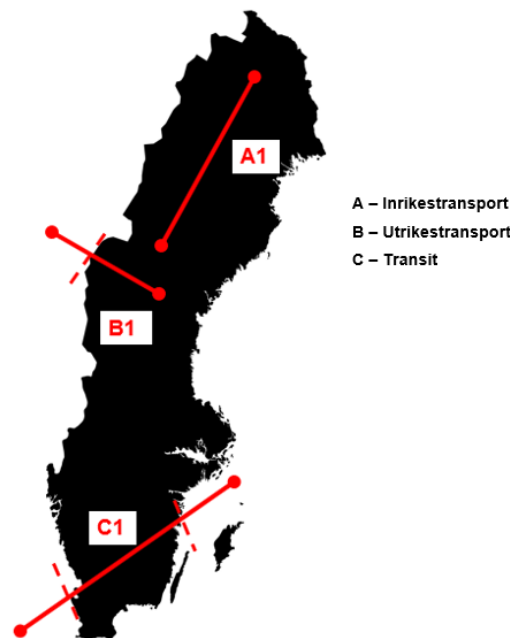 A1
A – Inrikestransport
B – Utrikestransport
C – Transit
B1
C1